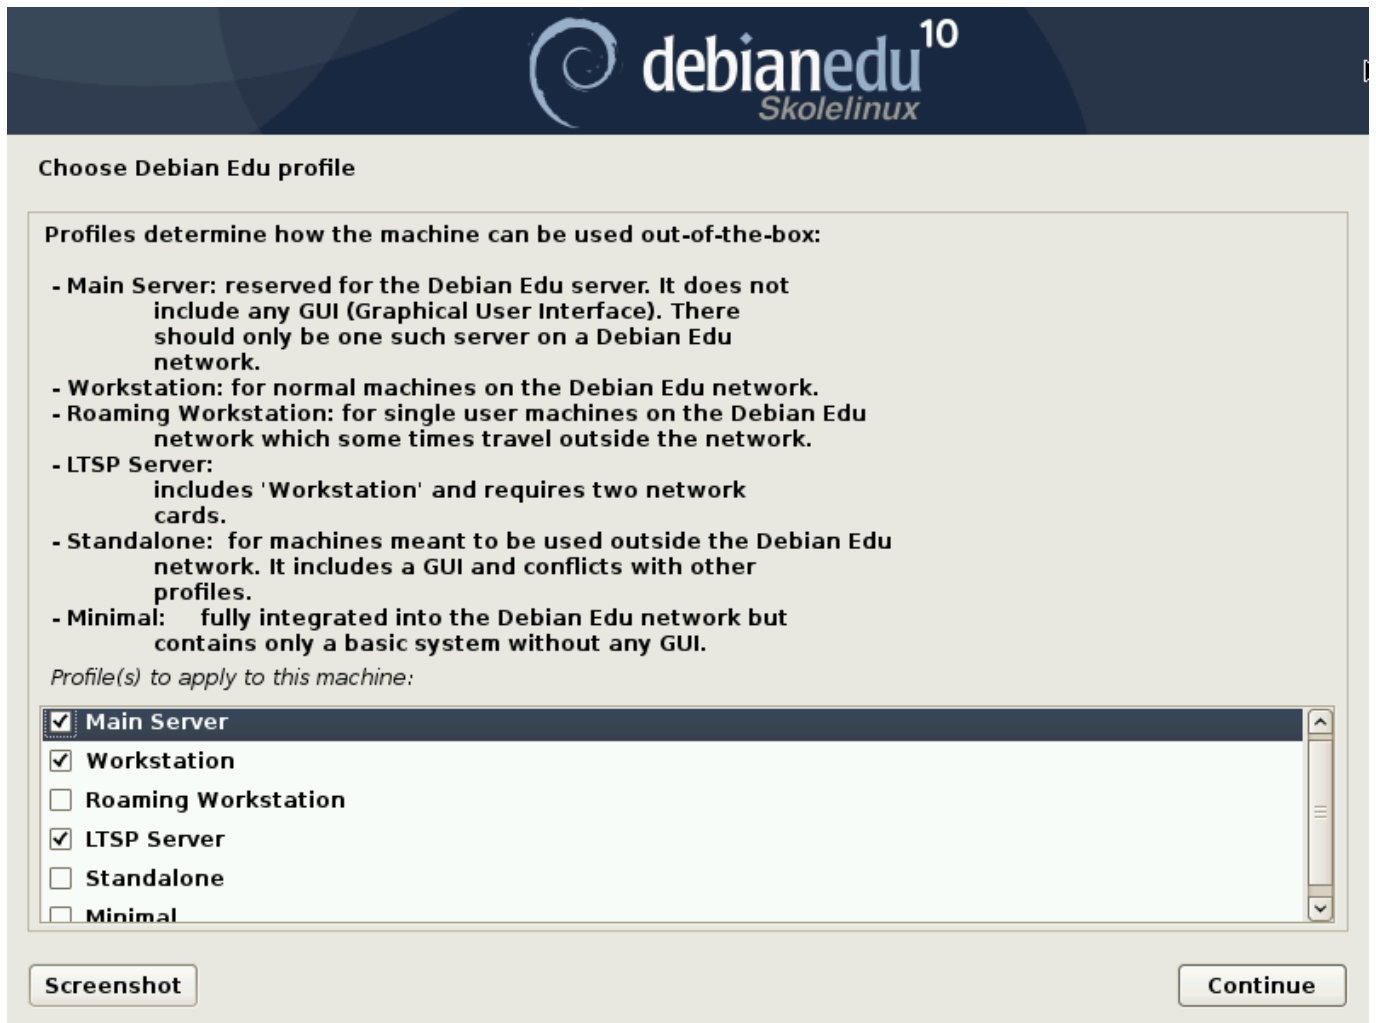 debianedu 10
Skolelinux
Choose Debian Edu profile
Profiles determine how the machine can be used out-of-the-box:
- Main Server: reserved for the Debian Edu server. It does not
include any GUI (Graphical User Interface). There
should only be one such server on a Debian Edu
network.
- Workstation: for normal machines on the Debian Edu network.
- Roaming Workstation: for single user machines on the Debian Edu
network which some times travel outside the network.
- LTSP Server:
includes 'Workstation' and requires two network
cards.
- Standalone: for machines meant to be used outside the Debian Edu
network. It includes a GUI and conflicts with other
profiles.
- Minimal: fully integrated into the Debian Edu network but
contains only a basic system without any GUI.
Profile(s) to apply to this machine:
Main Server
Workstation
Roaming Workstation
LTSP Server
Standalone
Minimal
Screenshot
Continue